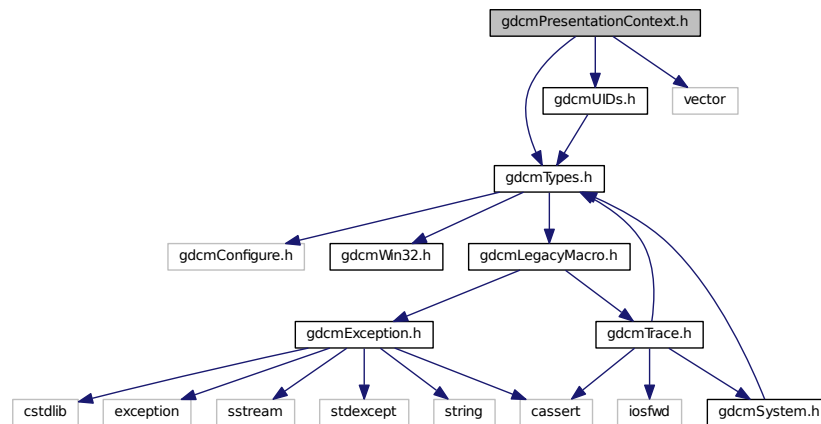 gdcmPresentationContext.h
gdcmUIDs.h
vector
gdcmTypes.h
gdcmConfigure.h
gdcmWin32.h
gdcmLegacyMacro.h
gdcmException.h
gdcmTrace.h
cstdlib
exception
sstream
stdexcept
string
cassert
iosfwd
gdcmSystem.h